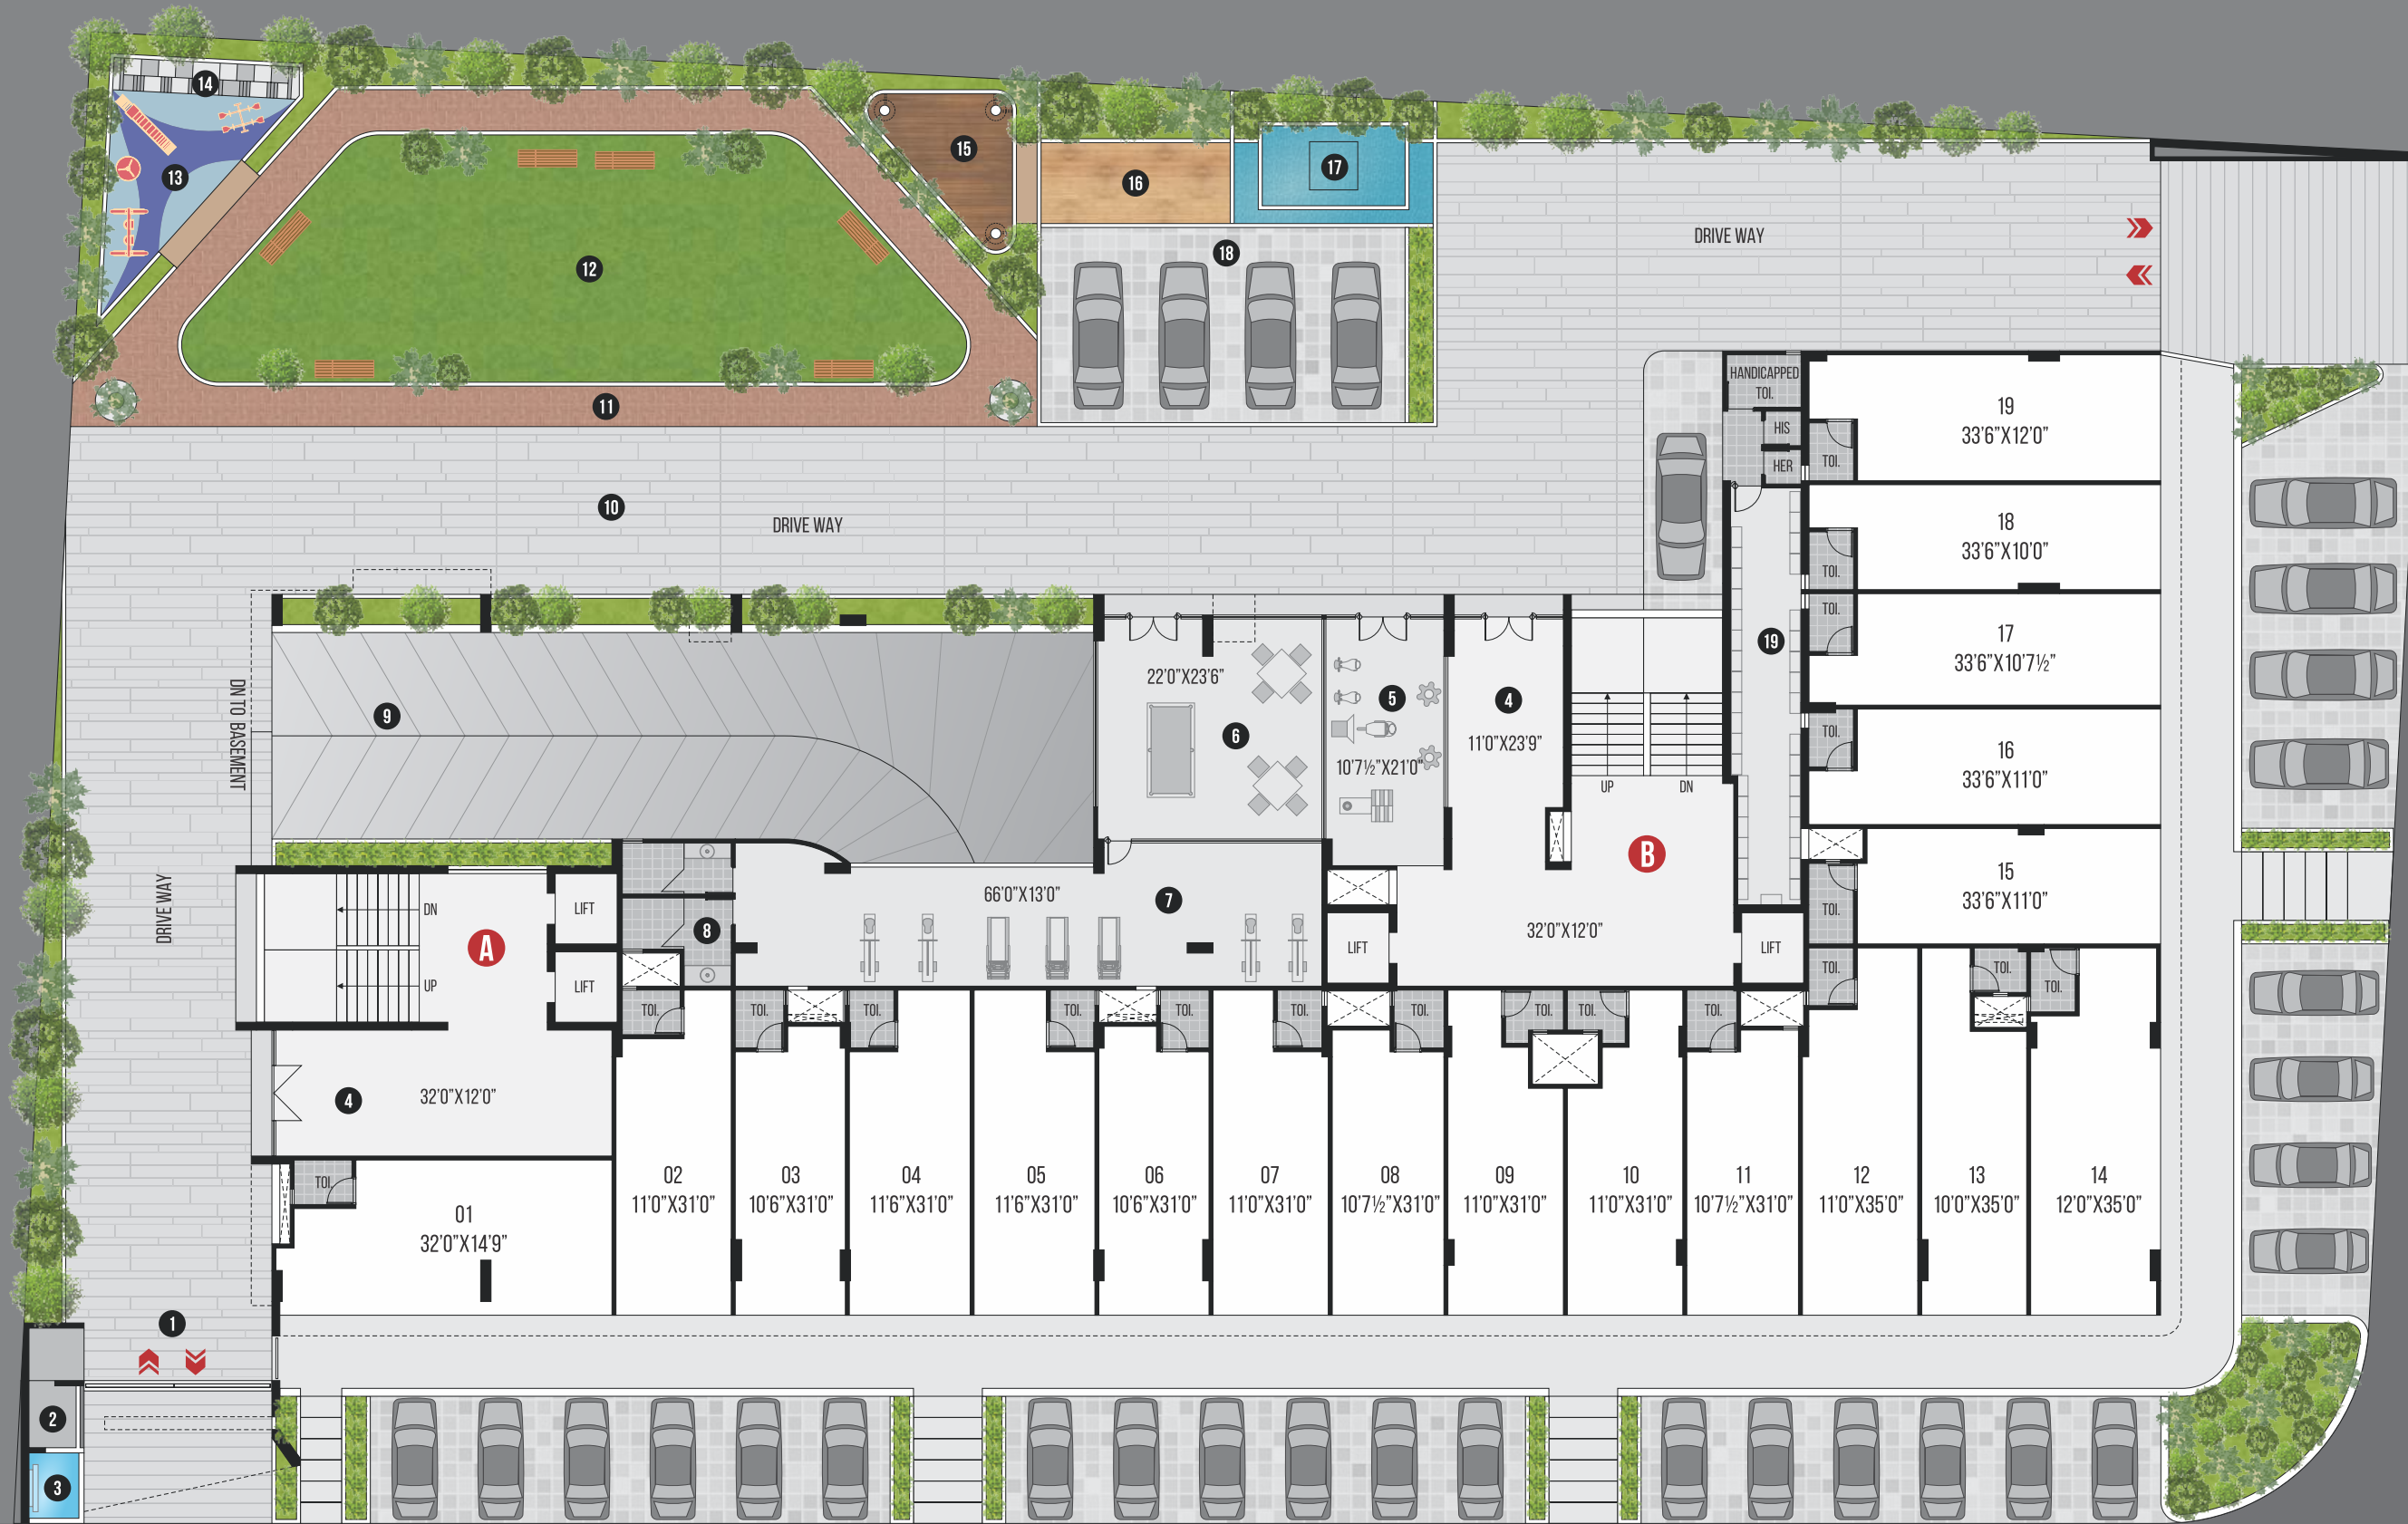 14
13
15
16
17
12
18
DRIVE WAY
11
10
DRIVE WAY
HANDICAPPED
TOI.
HIS
HER
TOI.
19
33'6"X12'0"
TOI.
18
33'6"X10'0"
TOI.
17
33'6"X10'7½"
TOI.
16
33'6"X11'0"
TOI.
15
33'6"X11'0"
19
DN TO BASEMENT
9
22'0"X23'6"
6
5
10'7½"X21'0"
4
11'0"X23'9"
UP
DN
B
32'0"X12'0"
LIFT
LIFT
66'0"X13'0"
7
8
DRIVE WAY
DN
UP
A
LIFT
LIFT
4
32'0"X12'0"
TOI.
01
32'0"X14'9"
TOI.
02
11'0"X31'0"
TOI.
03
10'6"X31'0"
TOI.
04
11'6"X31'0"
TOI.
05
11'6"X31'0"
TOI.
06
10'6"X31'0"
TOI.
07
11'0"X31'0"
TOI.
08
10'7½"X31'0"
TOI.
09
11'0"X31'0"
TOI.
10
11'0"X31'0"
TOI.
11
10'7½"X31'0"
TOI.
12
11'0"X35'0"
TOI.
13
10'0"X35'0"
TOI.
14
12'0"X35'0"
1
2
3